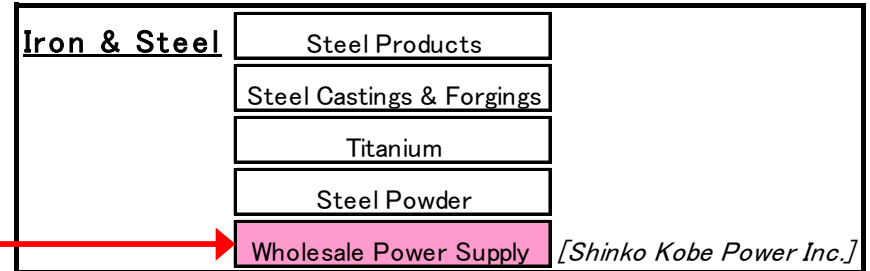 Iron & Steel
Steel Products
Steel Castings & Forgings
Titanium
Steel Powder
Wholesale Power Supply [Shinko Kobe Power Inc.]